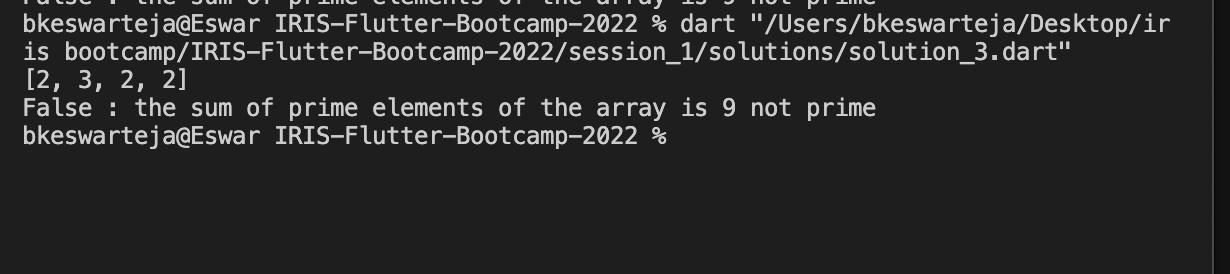 False : the sum of prime elements of the array is 9 not prime
bkeswarteja@Eswar IRIS-Flutter-Bootcamp-2022 % dart "/Users/bkeswarteja/Desktop/ir
is bootcamp/IRIS-Flutter-Bootcamp-2022/session_1/solutions/solution_3.dart"
[2, 3, 2, 2]
False : the sum of prime elements of the array is 9 not prime
bkeswarteja@Eswar IRIS-Flutter-Bootcamp-2022 %